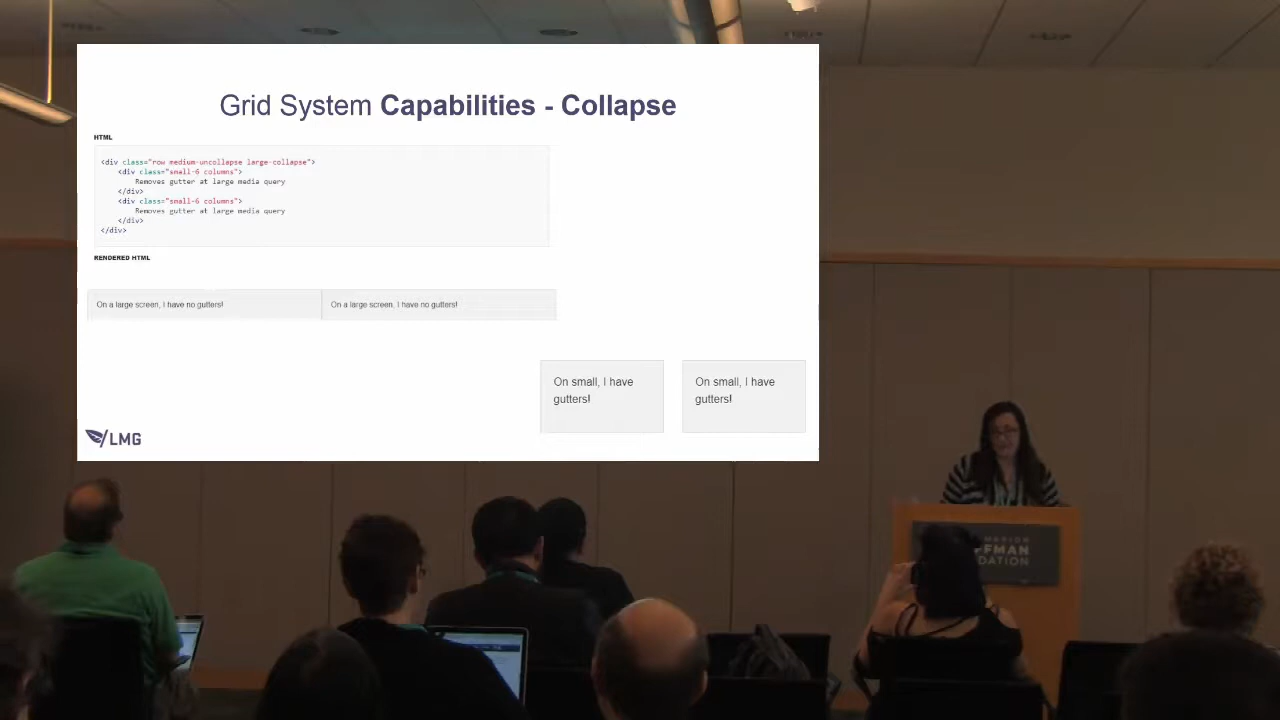 Grid System Capabilities - Collapse
HTML
<div class="row medium-uncollapse large-collapse">
<div class="small-6 columns">
Removes gutter at large media query
</div>
<div class="small-6 columns">
Removes gutter at large media query
</div>
</div>
RENDERED HTML
On a large screen, I have no gutters!
On a large screen, I have no gutters!
On small, I have
gutters!
On small, I have
gutters!
LMG
MARION
FFMAN
DATION